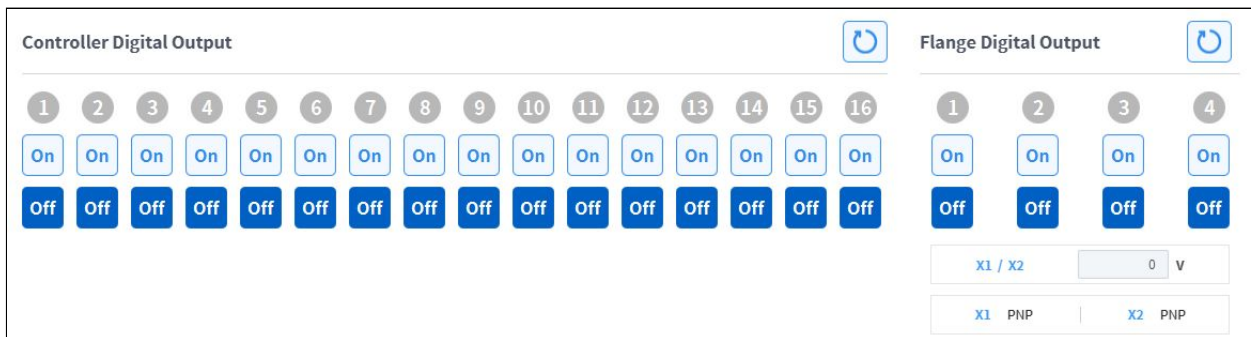 Controller Digital Output
1 2 3 4 5 6 7 8 9 10 11 12 13 14 15 16
On On On On On On On On On On On On On On On On
Off Off Off Off Off Off Off Off Off Off Off Off Off Off Off Off
Flange Digital Output
1 2 3 4
On On On On
Off Off Off Off
X1 / X2 0 V
X1 PNP X2 PNP